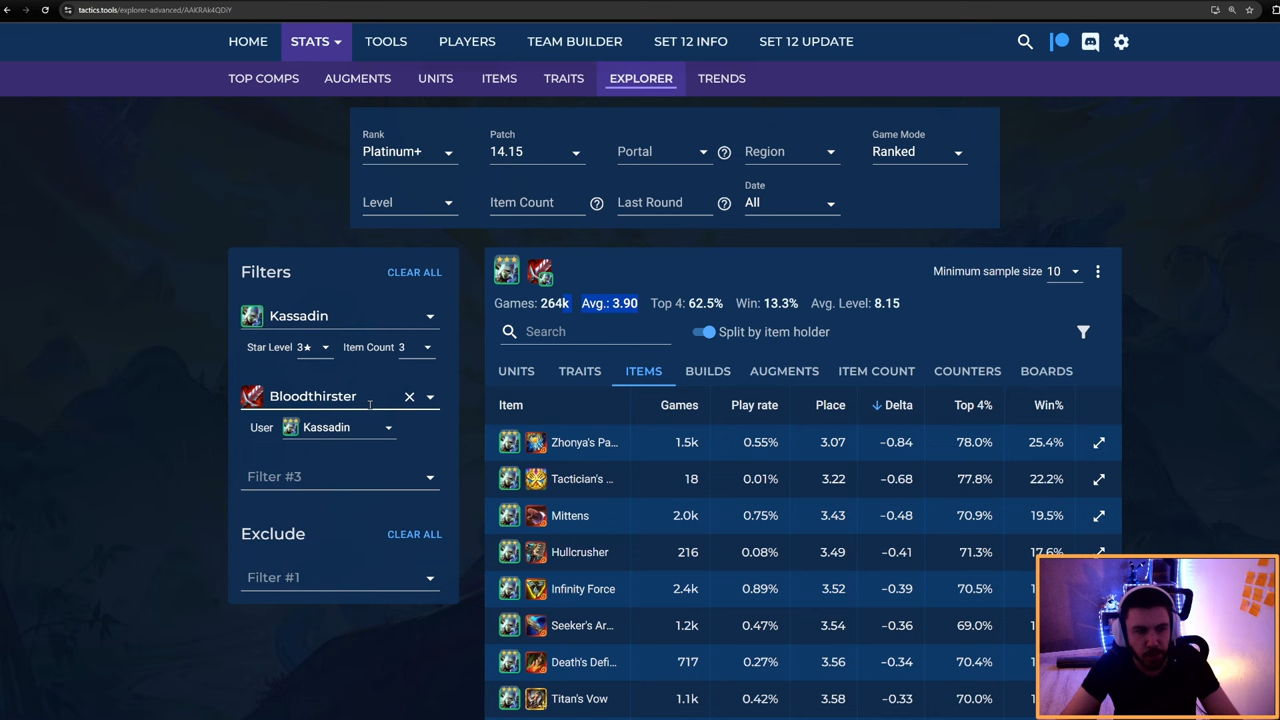 tactics.tools/explorer-advanced/AAKRAk4QDiY
HOME STATS TOOLS PLAYERS TEAM BUILDER SET 12 INFO SET 12 UPDATE
TOP COMPS AUGMENTS UNITS ITEMS TRAITS EXPLORER TRENDS
Rank Patch Game Mode
Platinum+ 14.15 Portal Region Ranked
Date
Level Item Count Last Round All
Filters CLEAR ALL
Kassadin
Star Level 3★ Item Count 3
Bloodthirster
User Kassadin
Filter #3
Exclude CLEAR ALL
Filter #1
Minimum sample size 10
Games: 264k Avg.: 3.90 Top 4: 62.5% Win: 13.3% Avg. Level: 8.15
Search Split by item holder
UNITS TRAITS ITEMS BUILDS AUGMENTS ITEM COUNT COUNTERS BOARDS
Item Games Play rate Place Delta Top 4% Win%
Zhonya's Pa... 1.5k 0.55% 3.07 −0.84 78.0% 25.4%
Tactician's ... 18 0.01% 3.22 −0.68 77.8% 22.2%
Mittens 2.0k 0.75% 3.43 −0.48 70.9% 19.5%
Hullcrusher 216 0.08% 3.49 −0.41 71.3% 17.6%
Infinity Force 2.4k 0.89% 3.52 −0.39 70.5%
Seeker's Ar... 1.2k 0.47% 3.54 −0.36 69.0%
Death's Defi... 717 0.27% 3.56 −0.34 70.4%
Titan's Vow 1.1k 0.42% 3.58 −0.33 70.0%